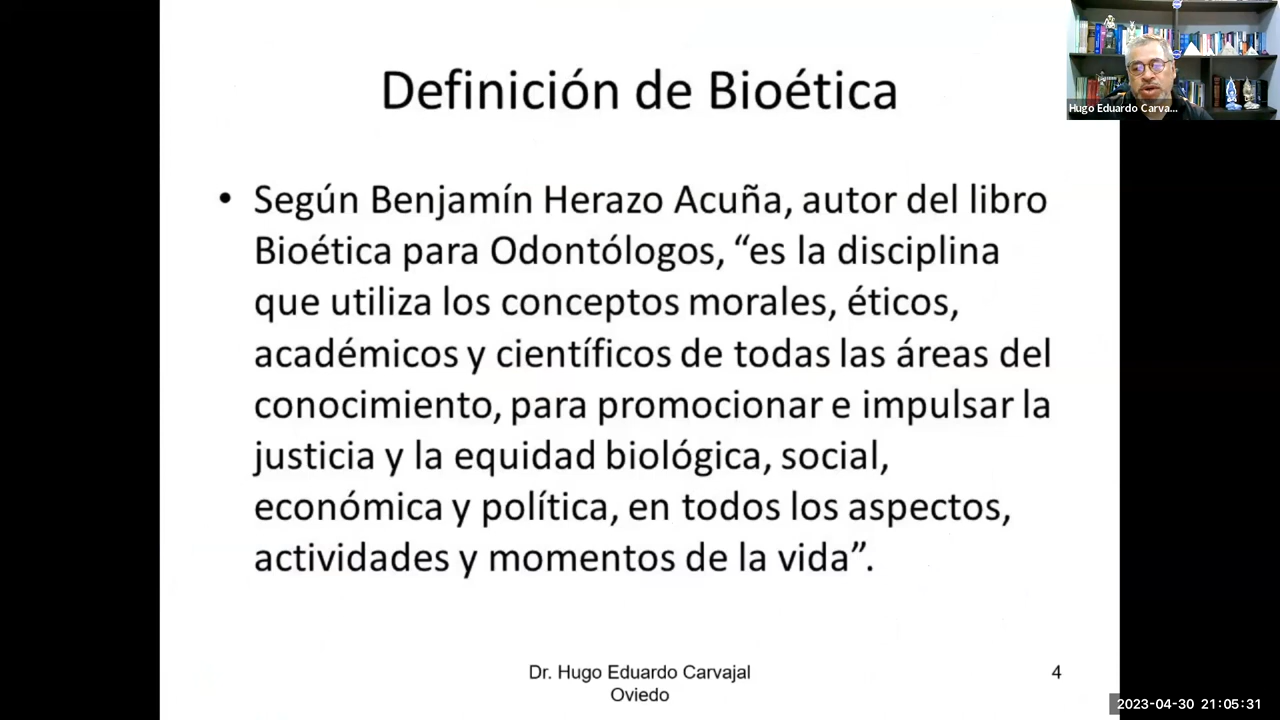 Definición de Bioética
Hugo Eduardo Carva...
• Según Benjamín Herazo Acuña, autor del libro
Bioética para Odontólogos, “es la disciplina
que utiliza los conceptos morales, éticos,
académicos y científicos de todas las áreas del
conocimiento, para promocionar e impulsar la
justicia y la equidad biológica, social,
económica y política, en todos los aspectos,
actividades y momentos de la vida”.
Dr. Hugo Eduardo Carvajal
Oviedo
4
2023-04-30 21:05:31